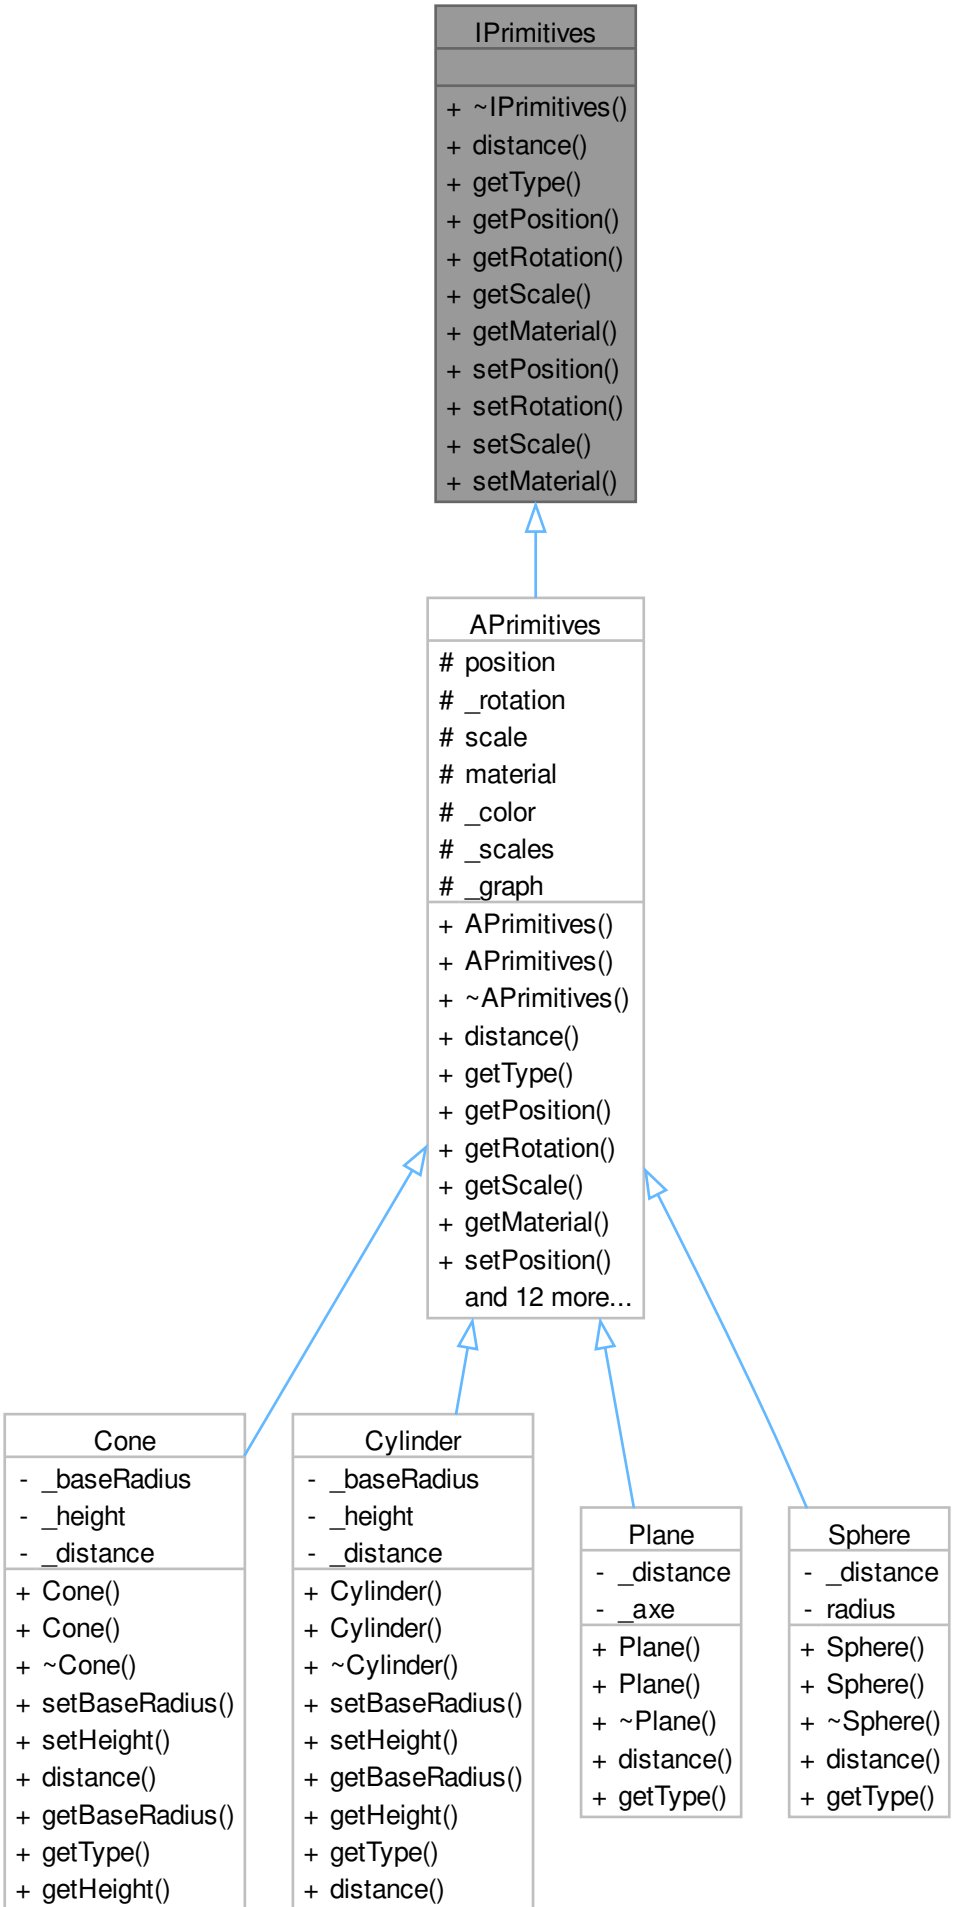 IPrimitives
+ ~IPrimitives()
+ distance()
+ getType()
+ getPosition()
+ getRotation()
+ getScale()
+ getMaterial()
+ setPosition()
+ setRotation()
+ setScale()
+ setMaterial()
APrimitives
# position
# _rotation
# scale
# material
# _color
# _scales
# _graph
+ APrimitives()
+ APrimitives()
+ ~APrimitives()
+ distance()
+ getType()
+ getPosition()
+ getRotation()
+ getScale()
+ getMaterial()
+ setPosition()
and 12 more...
Cone
- _baseRadius
- _height
- _distance
+ Cone()
+ Cone()
+ ~Cone()
+ setBaseRadius()
+ setHeight()
+ distance()
+ getBaseRadius()
+ getType()
+ getHeight()
Cylinder
- _baseRadius
- _height
- _distance
+ Cylinder()
+ Cylinder()
+ ~Cylinder()
+ setBaseRadius()
+ setHeight()
+ getBaseRadius()
+ getHeight()
+ getType()
+ distance()
Plane
- _distance
- _axe
+ Plane()
+ Plane()
+ ~Plane()
+ distance()
+ getType()
Sphere
- _distance
- radius
+ Sphere()
+ Sphere()
+ ~Sphere()
+ distance()
+ getType()